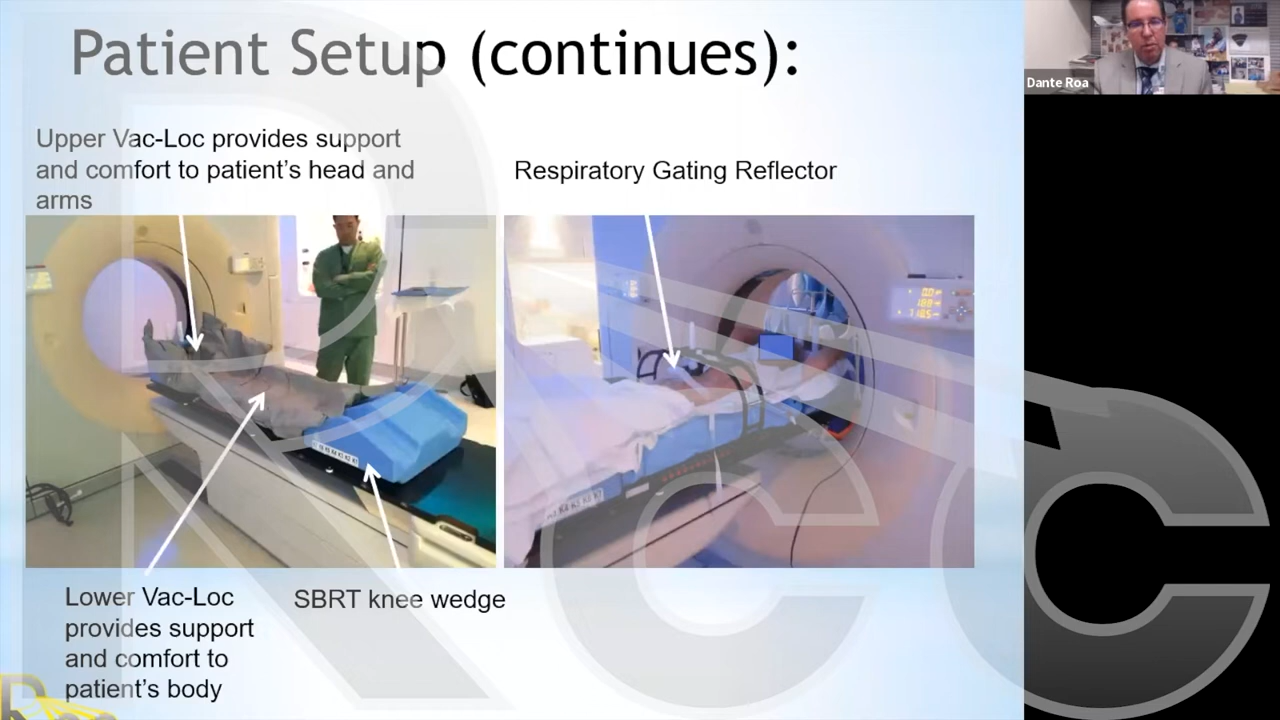 Patient Setup (continues):
Dante Roa
Upper Vac-Loc provides support
and comfort to patient's head and
arms
Respiratory Gating Reflector
Lower Vac-Loc
provides support
and comfort to
patient's body
SBRT knee wedge
RCC